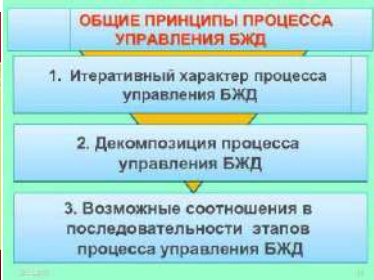 ОБЩИЕ ПРИНЦИПЫ ПРОЦЕССА
УПРАВЛЕНИЯ БЖД
1. Итеративный характер процесса
управления БЖД
2. Декомпозиция процесса
управления БЖД
3. Возможные соотношения в
последовательности этапов
процесса управления БЖД